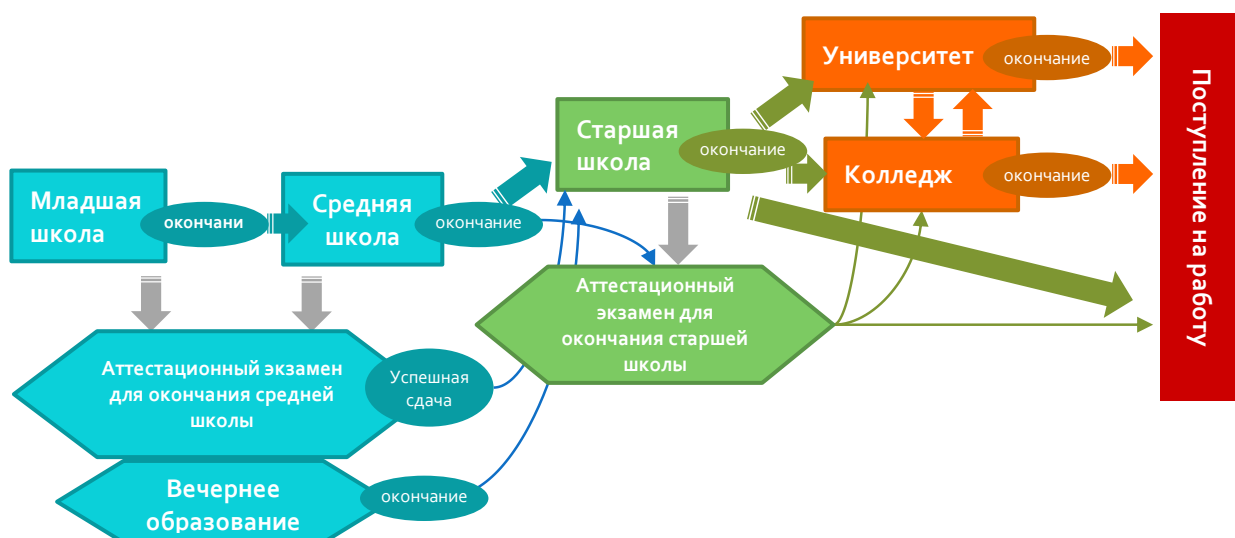 Университет
окончание
Поступление на работу
Старшая
школа
окончание
Колледж
окончание
Младшая
школа
окончани
Средняя
школа
окончание
Аттестационный
экзамен для
окончания старшей
школы
Аттестационный экзамен
для окончания средней
школы
Успешная
сдача
Вечернее
образование
окончание